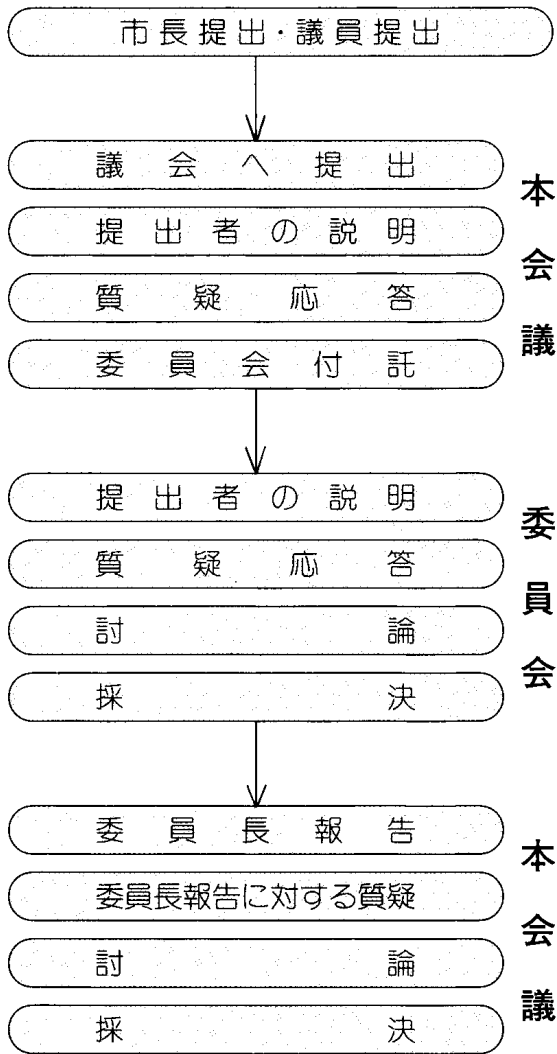 市長提出・議員提出
議会へ提出
提出者の説明
質疑応答
委員会付託
本会議
提出者の説明
質疑応答
討論
採決
委員会
委員長報告
委員長報告に対する質疑
討論
採決
本会議